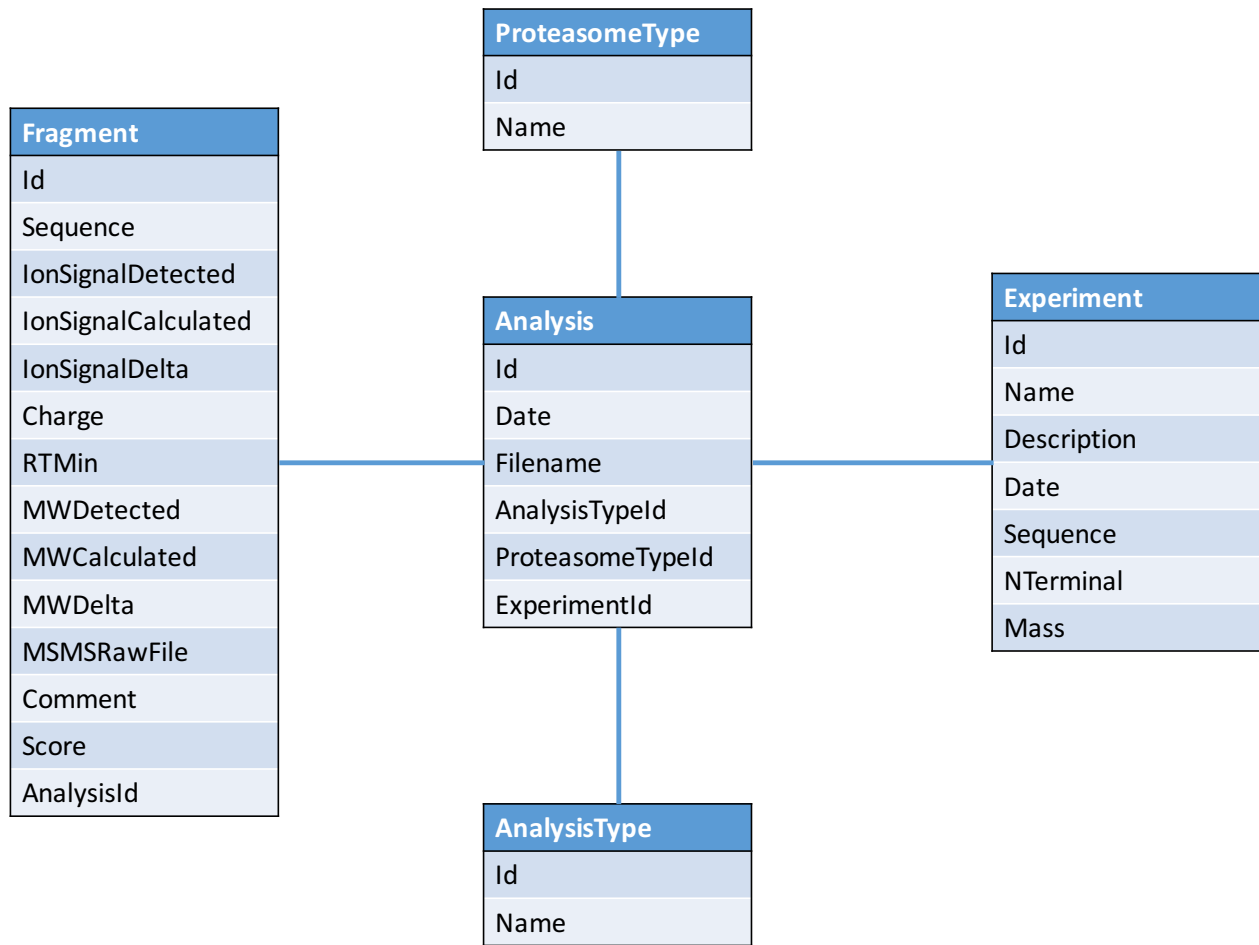 ProteasomeType
Id
Name
Fragment
Id
Sequence
IonSignalDetected
IonSignalCalculated
IonSignalDelta
Charge
RTMin
MWDetected
MWCalculated
MWDelta
MSMSRawFile
Comment
Score
AnalysisId
Analysis
Id
Date
Filename
AnalysisTypeId
ProteasomeTypeId
ExperimentId
Experiment
Id
Name
Description
Date
Sequence
NTerminal
Mass
AnalysisType
Id
Name